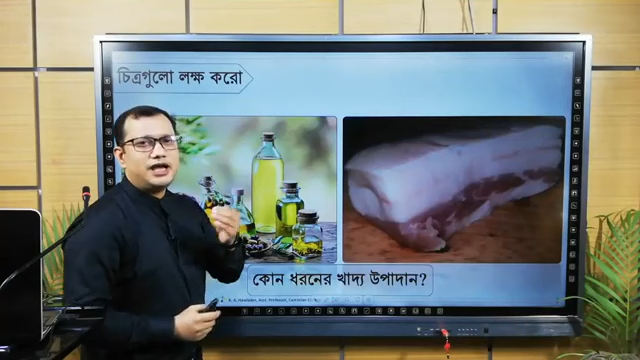 চিত্রগুলো লক্ষ করো
কোন ধরনের খাদ্য উপাদান?